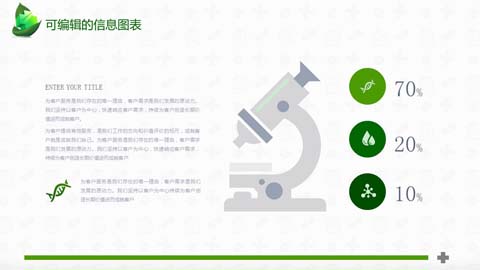 可编辑的信息图表
ENTER YOUR TITLE
为客户服务是我们存在的唯一理由，客户需求是我们发展的原动力。
我们坚持以客户为中心，快速响应客户需求，持续为客户创造长期价
值进而成就客户
为客户提供有效服务，是我们工作的方向和价值评价的标尺，成就客
户就是成就我们自己。为客户服务是我们存在的唯一理由，客户需求
是我们发展的原动力。我们坚持以客户为中心，快速响应客户需求，
持续为客户创造长期价值进而成就客户
为客户服务是我们存在的唯一理由，客户需求是我们
发展的原动力。我们坚持以客户为中心持续为客户创
造长期价值进而成就客户
70%
20%
10%